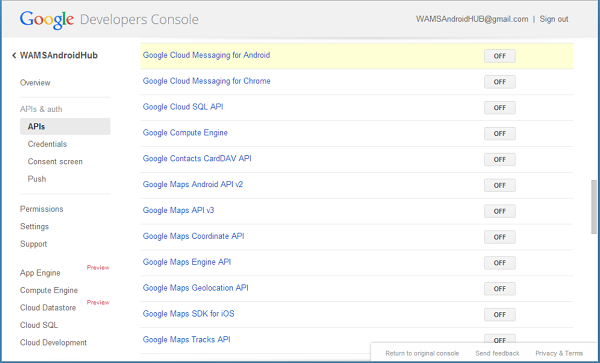 Google Developers Console
WAMSAndroidHUB@gmail.com | Sign out
< WAMSAndroidHub
Overview
APIs & auth
APIs
Credentials
Consent screen
Push
Permissions
Settings
Support
App Engine Preview
Compute Engine
Cloud Datastore Preview
Cloud SQL
Cloud Development
Google Cloud Messaging for Android OFF
Google Cloud Messaging for Chrome OFF
Google Cloud SQL API OFF
Google Compute Engine OFF
Google Contacts CardDAV API OFF
Google Maps Android API v2 OFF
Google Maps API v3 OFF
Google Maps Coordinate API OFF
Google Maps Engine API OFF
Google Maps Geolocation API OFF
Google Maps SDK for iOS OFF
Google Maps Tracks API OFF
Return to original console Send feedback Privacy & Terms